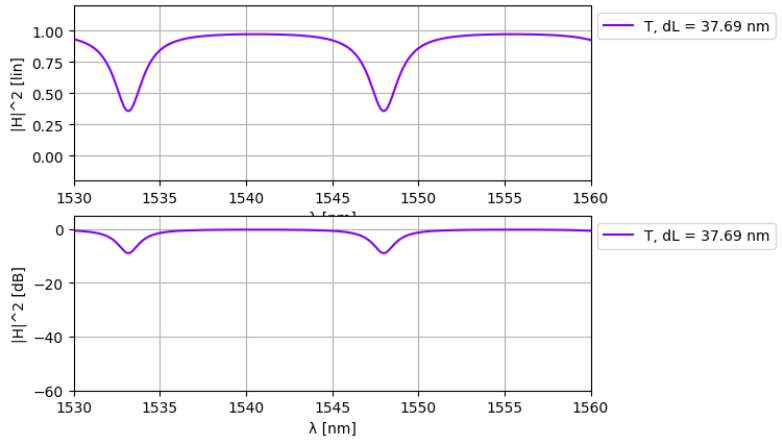 1.00
0.75
0.50
0.25
0.00
|H|^2 [lin]
1530 1535 1540 1545 1550 1555 1560
T, dL = 37.69 nm
0
−20
−40
−60
|H|^2 [dB]
1530 1535 1540 1545 1550 1555 1560
λ [nm]
T, dL = 37.69 nm